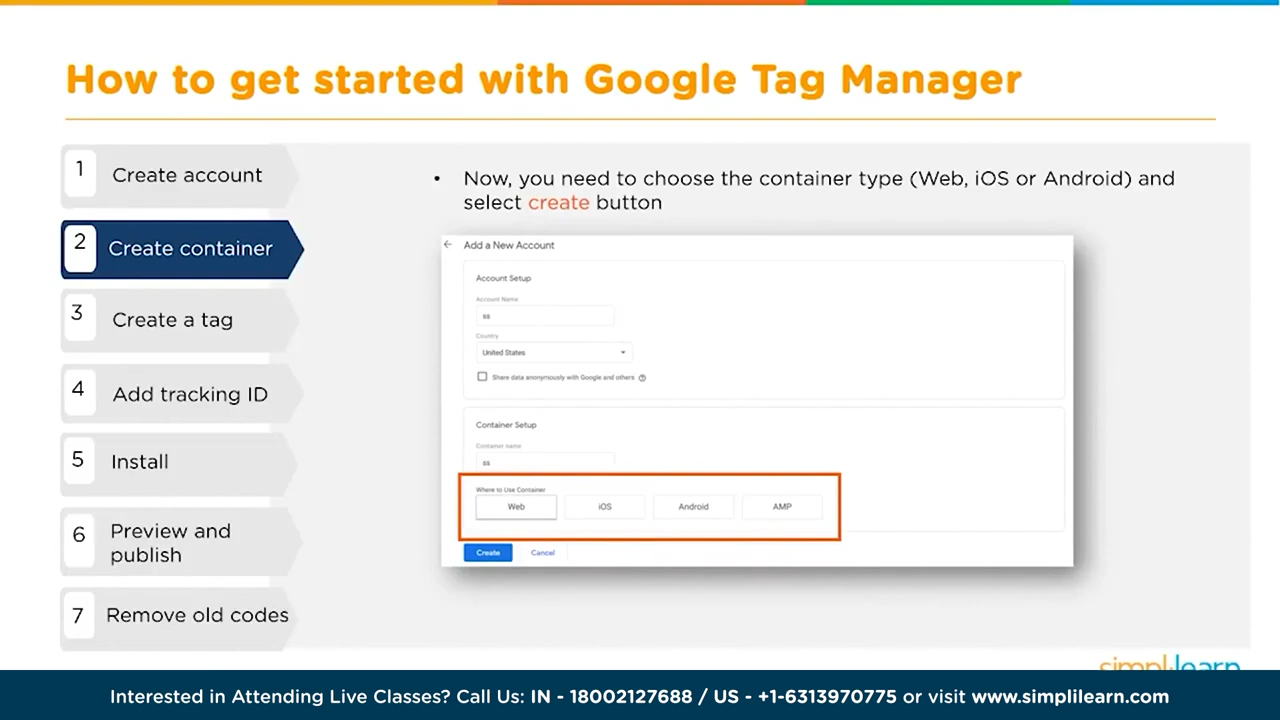 How to get started with Google Tag Manager
1 Create account
2 Create container
3 Create a tag
4 Add tracking ID
5 Install
6 Preview and
publish
7 Remove old codes
• Now, you need to choose the container type (Web, iOS or Android) and
select create button
Add a New Account
Account Setup
Account Name
ss
Country
United States
Share data anonymously with Google and others
Container Setup
Container name
ss
Where to Use Container
Web iOS Android AMP
Create Cancel
simplilearn
Interested in Attending Live Classes? Call Us: IN - 18002127688 / US - +1-6313970775 or visit www.simplilearn.com